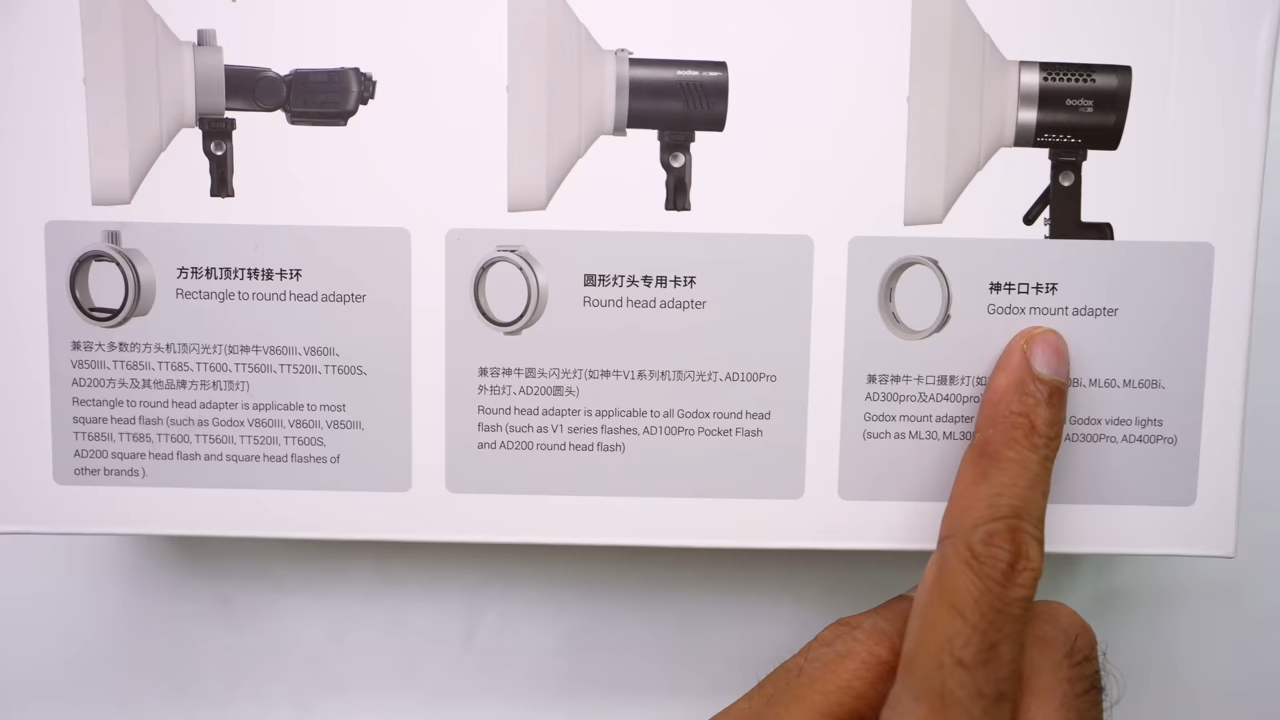 Godox
Godox
ML30
方形机顶灯转接卡环
Rectangle to round head adapter
兼容大多数的方头机顶闪光灯(如神牛V860III、V860II、
V850III、TT685II、TT685、TT600、TT560II、TT520II、TT600S、
AD200方头及其他品牌方形机顶灯)
Rectangle to round head adapter is applicable to most
square head flash (such as Godox V860III, V860II, V850III,
TT685II, TT685, TT600, TT560II, TT520II, TT600S,
AD200 square head flash and square head flashes of
other brands ).
圆形灯头专用卡环
Round head adapter
兼容神牛圆头闪光灯(如神牛V1系列机顶闪光灯、AD100Pro
外拍灯、AD200圆头)
Round head adapter is applicable to all Godox round head
flash (such as V1 series flashes, AD100Pro Pocket Flash
and AD200 round head flash)
神牛口卡环
Godox mount adapter
兼容神牛卡口摄影灯(如 0Bi、ML60、ML60Bi、
AD300pro及AD400pro
Godox mount adapter Godox video lights
(such as ML30, ML30 AD300Pro, AD400Pro)